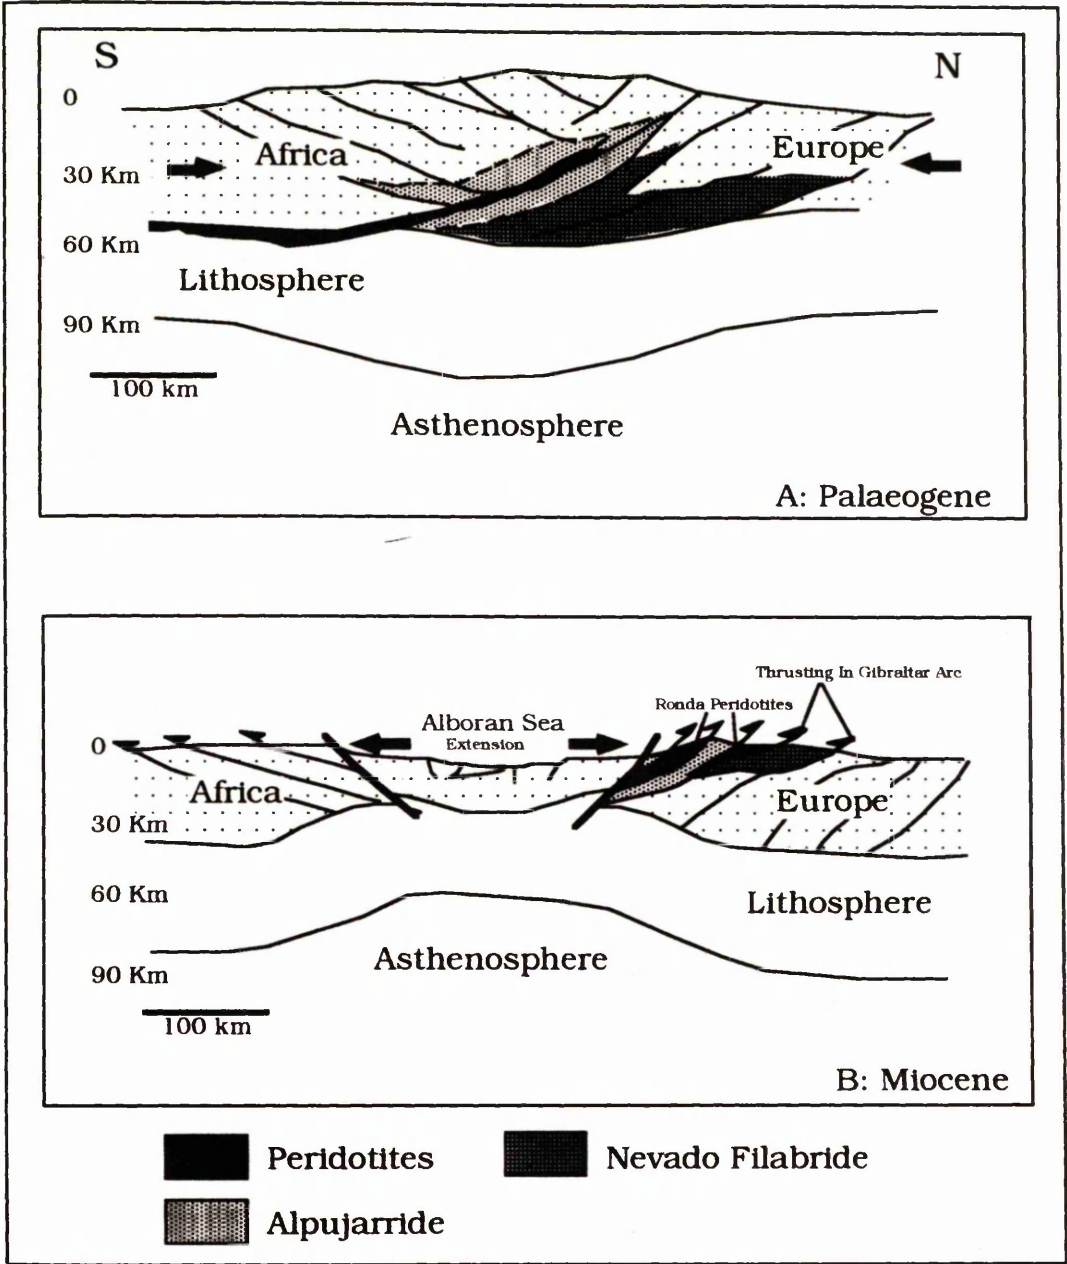 S
N
0
Africa
Europe
30 Km
60 Km
Lithosphere
90 Km
100 km
Asthenosphere
A: Palaeogene
Thrusting In Gibraltar Arc
Ronda Peridotites
Alboran Sea
Extension
0
Africa
Europe
30 Km
60 Km
Lithosphere
Asthenosphere
90 Km
100 km
B: Miocene
Peridotites
Nevado Filabride
Alpujarride